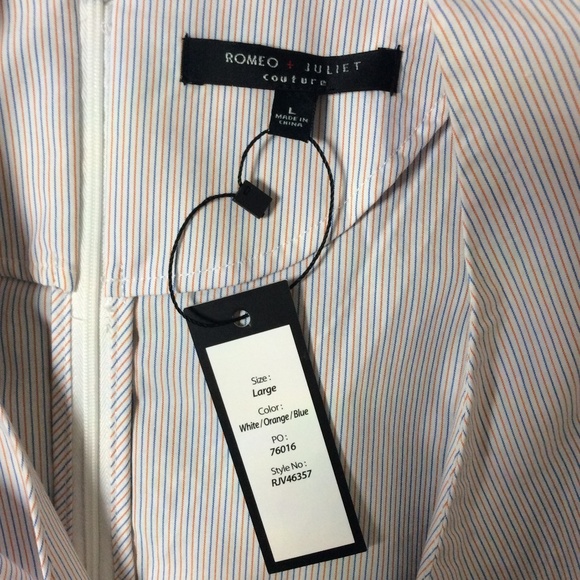 ROMEO + JULIET
couture
L
MADE IN
CHINA
Size :
Large
Color :
White / Orange / Blue
PO :
76016
Style No :
RJV46357